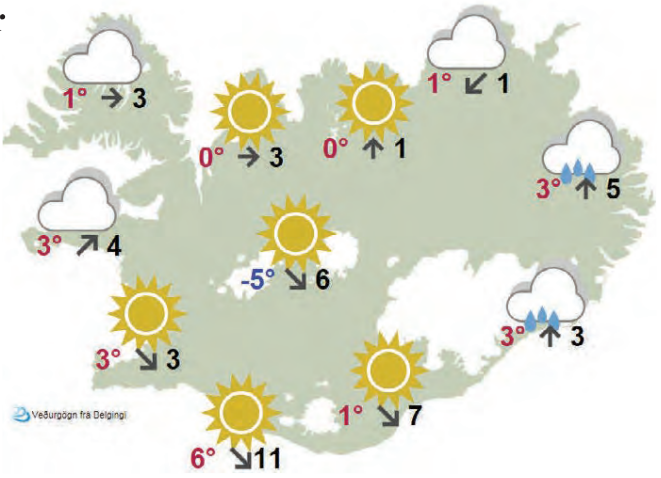 1° → 3
1° ↙ 1
0° → 3
0° ↑ 1
3° ↑ 5
3° ↗ 4
-5° ↘ 6
3° ↘ 3
3° ↑ 3
1° ↘ 7
Veðurgögn frá Belgingi
6° ↘ 11